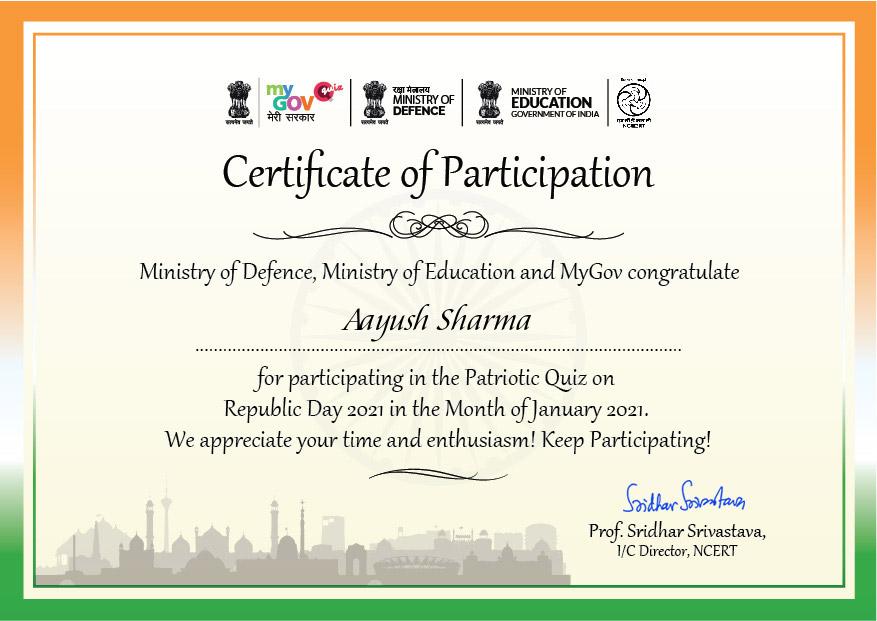 my
GOV
quiz
मेरी सरकार
सत्यमेव जयते
रक्षा मंत्रालय
MINISTRY OF
DEFENCE
सत्यमेव जयते
MINISTRY OF
EDUCATION
GOVERNMENT OF INDIA
सत्यमेव जयते
NCERT
Certificate of Participation
Ministry of Defence, Ministry of Education and MyGov congratulate
Aayush Sharma
for participating in the Patriotic Quiz on
Republic Day 2021 in the Month of January 2021.
We appreciate your time and enthusiasm! Keep Participating!
Sridhar Srivastava
Prof. Sridhar Srivastava,
I/C Director, NCERT